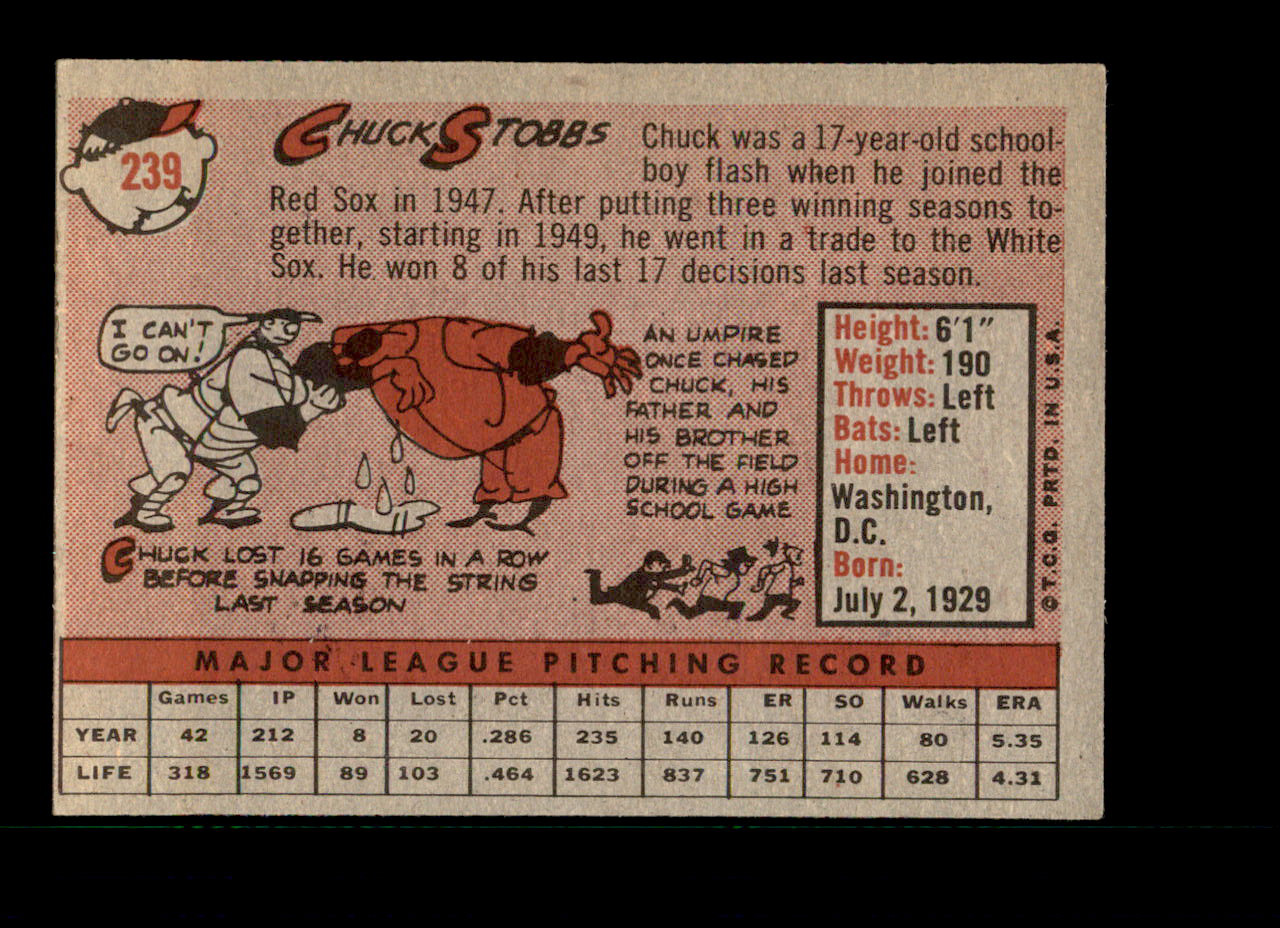 239
CHUCK STOBBS
Chuck was a 17-year-old school-
boy flash when he joined the
Red Sox in 1947. After putting three winning seasons to-
gether, starting in 1949, he went in a trade to the White
Sox. He won 8 of his last 17 decisions last season.
I CAN'T
GO ON!
CHUCK LOST 16 GAMES IN A ROW
BEFORE SNAPPING THE STRING
LAST SEASON
AN UMPIRE
ONCE CHASED
CHUCK, HIS
FATHER AND
HIS BROTHER
OFF THE FIELD
DURING A HIGH
SCHOOL GAME
Height: 6'1"
Weight: 190
Throws: Left
Bats: Left
Home:
Washington,
D.C.
Born:
July 2, 1929
© T.C.G. PRTD. IN U.S.A.
MAJOR LEAGUE PITCHING RECORD
Games IP Won Lost Pct Hits Runs ER SO Walks ERA
YEAR 42 212 8 20 .286 235 140 126 114 80 5.35
LIFE 318 1569 89 103 .464 1623 837 751 710 628 4.31